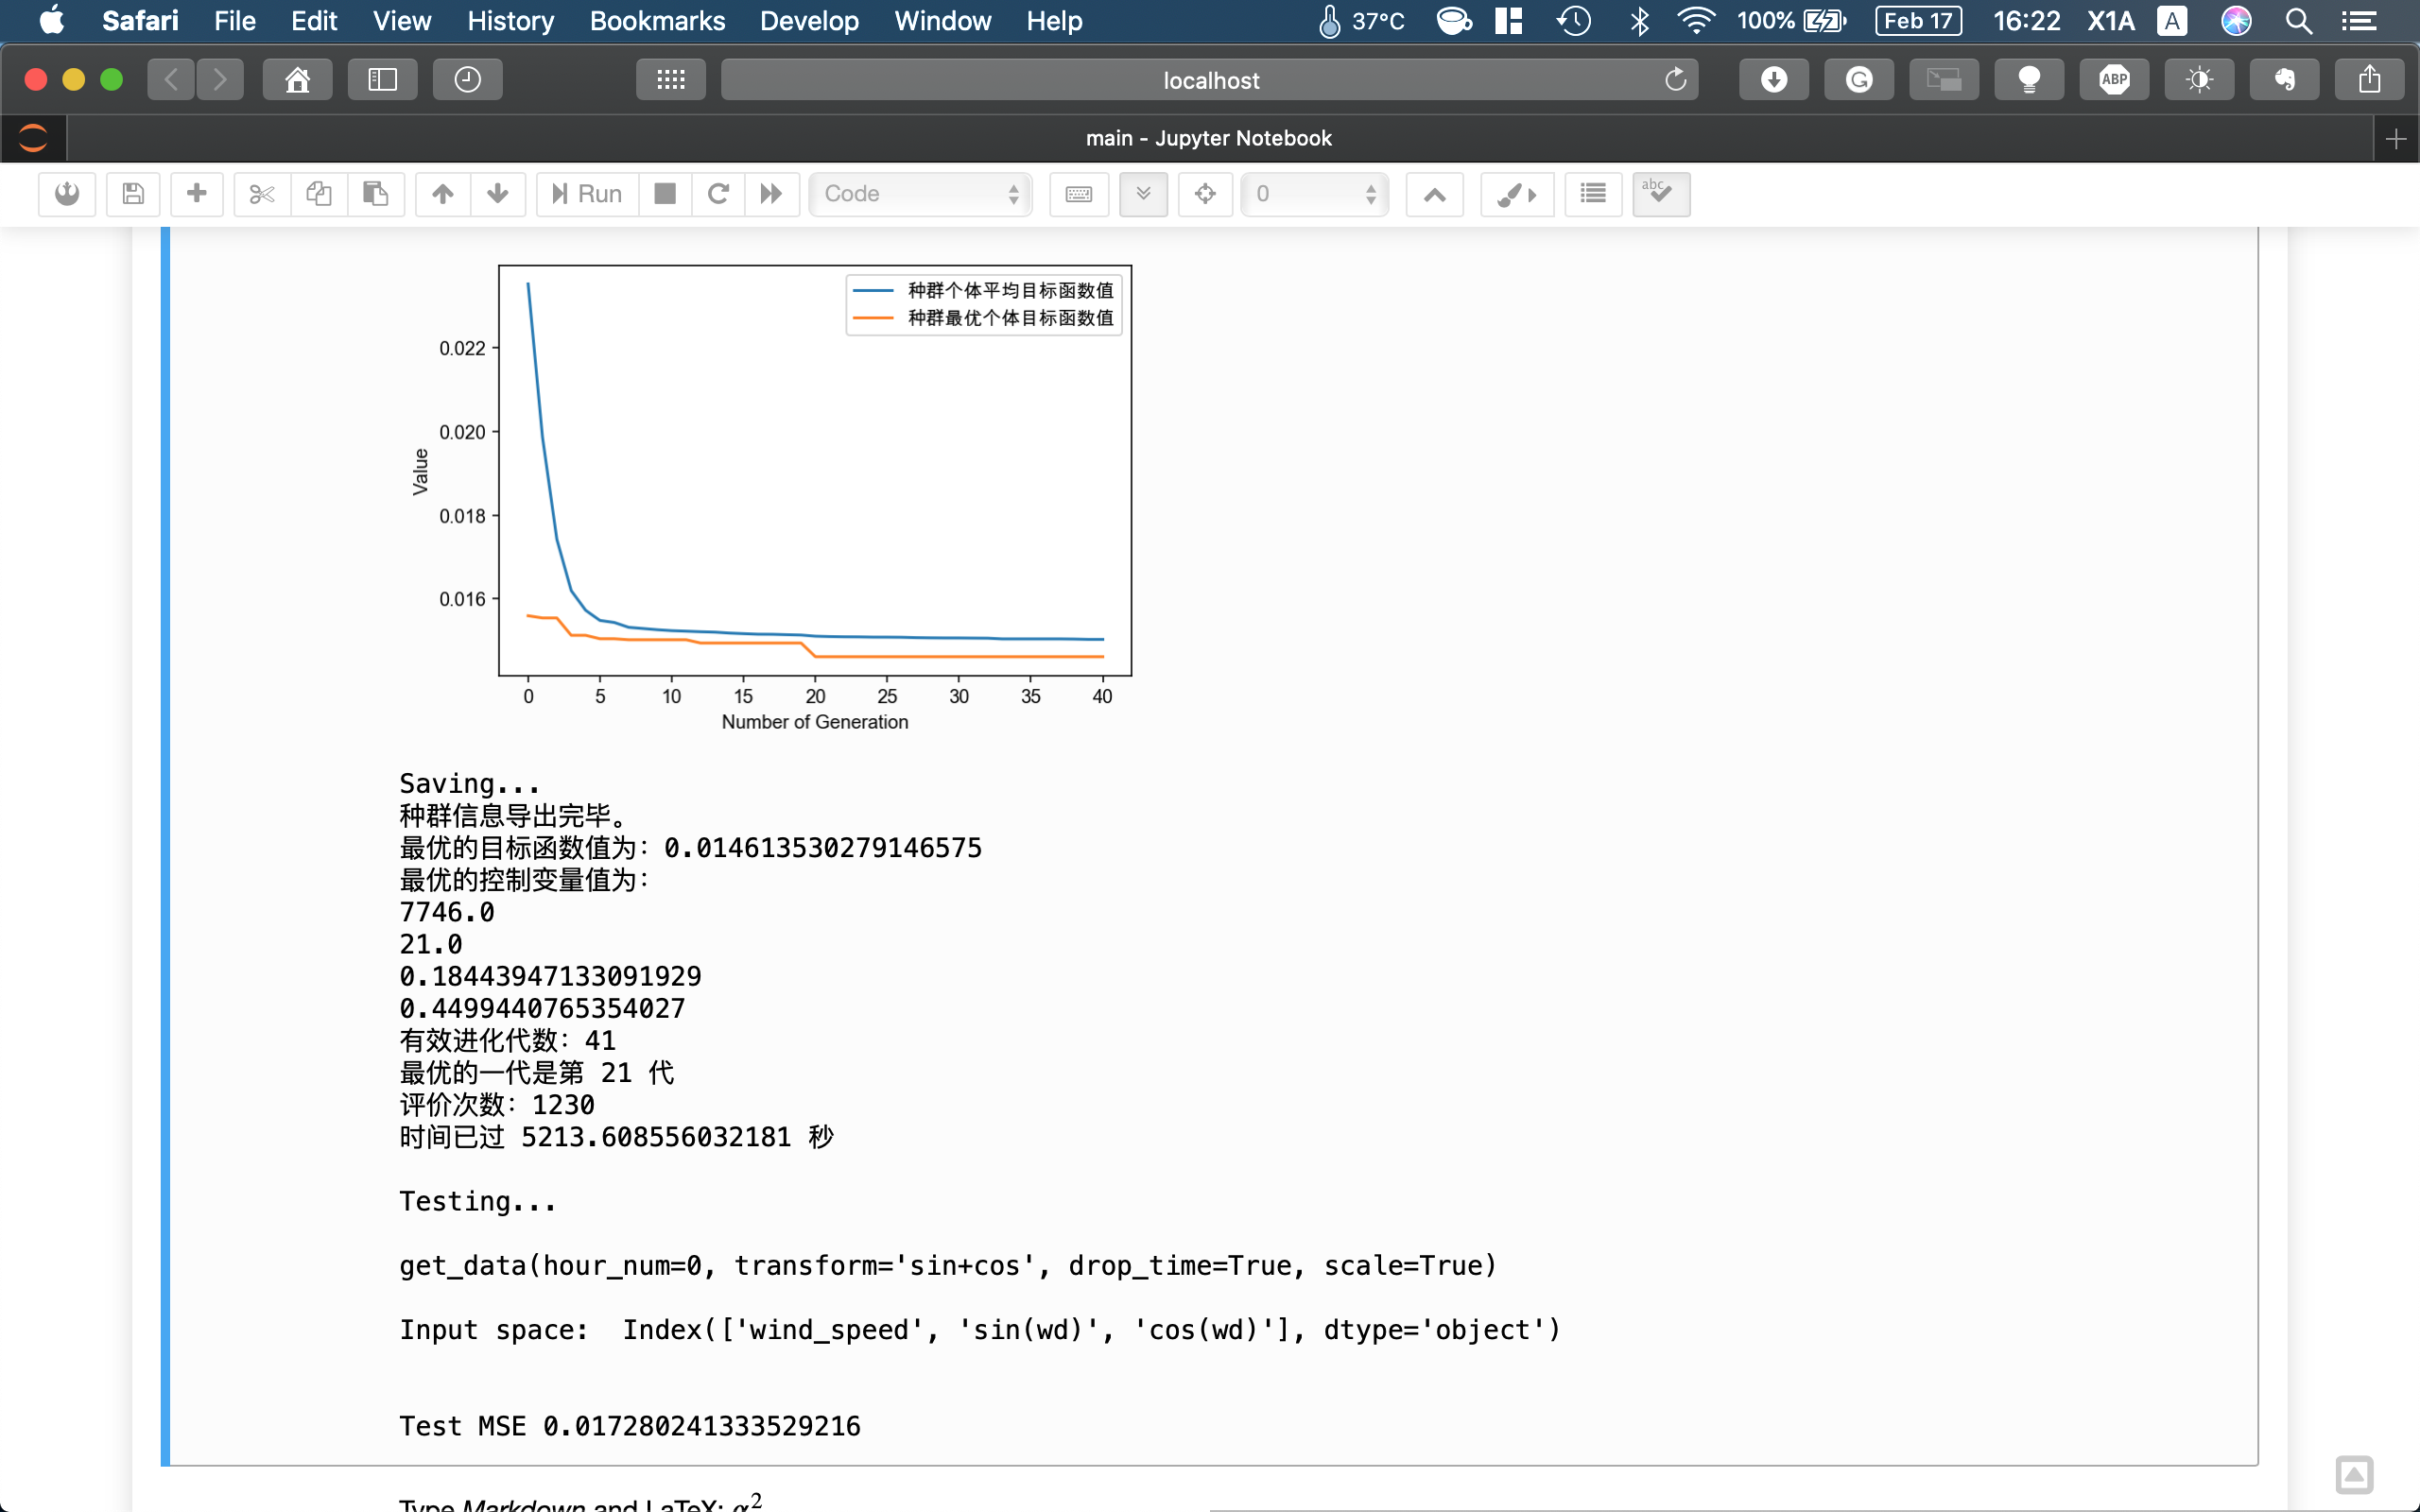 Safari File Edit View History Bookmarks Develop Window Help 37°C 100% Feb 17 16:22 X1A A
localhost ABP
main - Jupyter Notebook
Run Code 0 abc
种群个体平均目标函数值
种群最优个体目标函数值
0.022
0.020
0.018
0.016
Value
0 5 10 15 20 25 30 35 40
Number of Generation
Saving...
种群信息导出完毕。
最优的目标函数值为：0.014613530279146575
最优的控制变量值为：
7746.0
21.0
0.18443947133091929
0.4499440765354027
有效进化代数：41
最优的一代是第 21 代
评价次数：1230
时间已过 5213.608556032181 秒
Testing...
get_data(hour_num=0, transform='sin+cos', drop_time=True, scale=True)
Input space:  Index(['wind_speed', 'sin(wd)', 'cos(wd)'], dtype='object')
Test MSE 0.017280241333529216
Type Markdown and LaTeX: α²